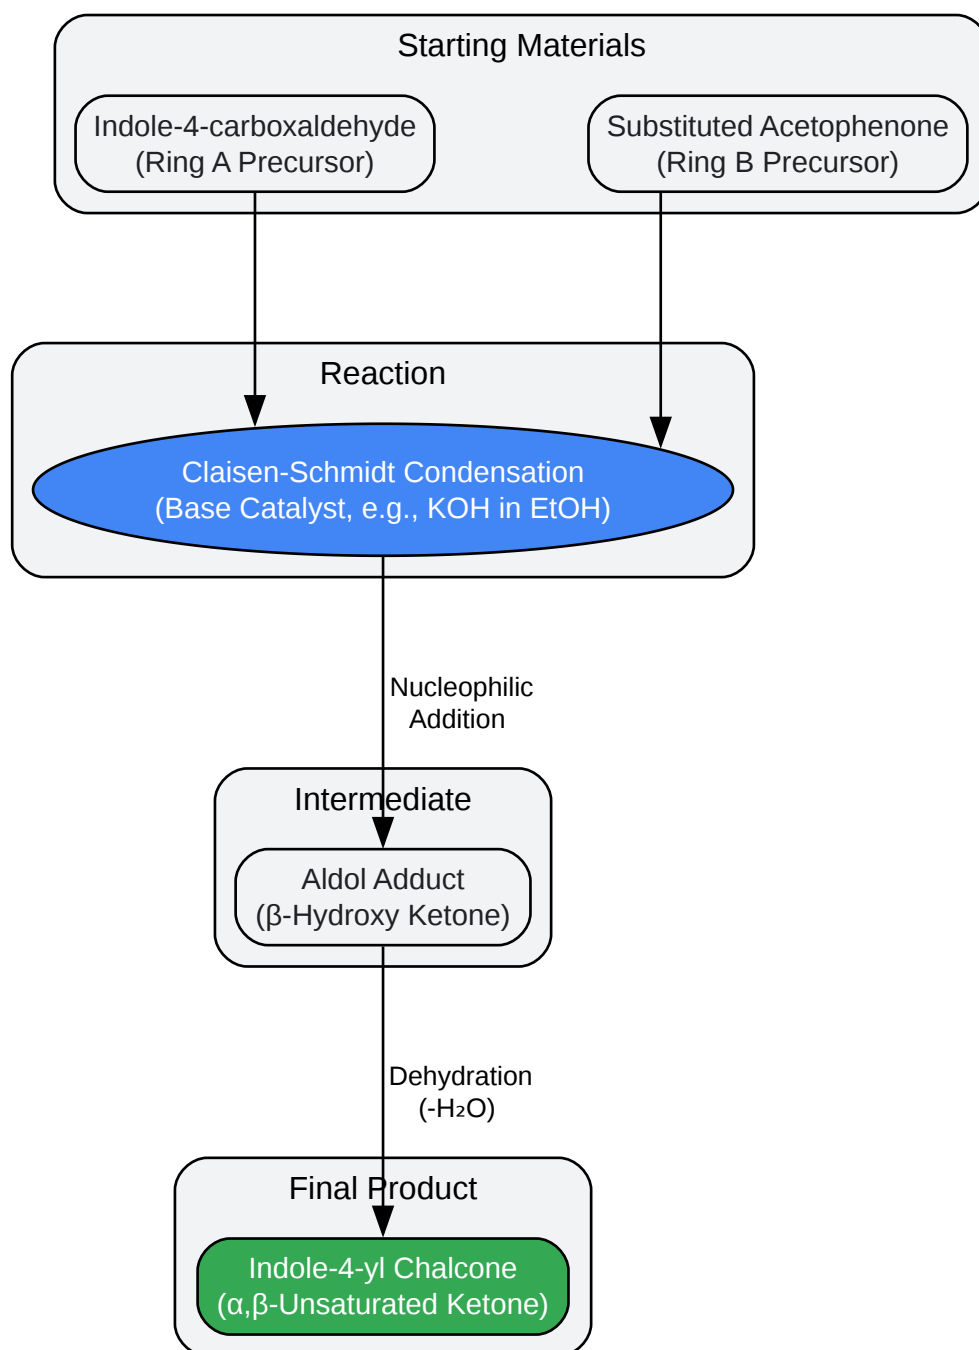 Starting Materials
Indole-4-carboxaldehyde
(Ring A Precursor)
Substituted Acetophenone
(Ring B Precursor)
Reaction
Claisen-Schmidt Condensation
(Base Catalyst, e.g., KOH in EtOH)
Nucleophilic
Addition
Intermediate
Aldol Adduct
(β-Hydroxy Ketone)
Dehydration
(-H₂O)
Final Product
Indole-4-yl Chalcone
(α,β-Unsaturated Ketone)